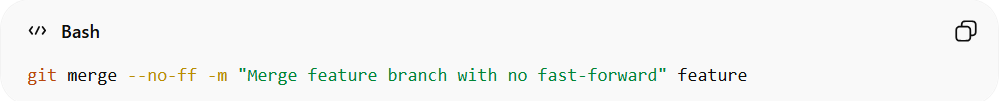 Bash
git merge --no-ff -m "Merge feature branch with no fast-forward" feature